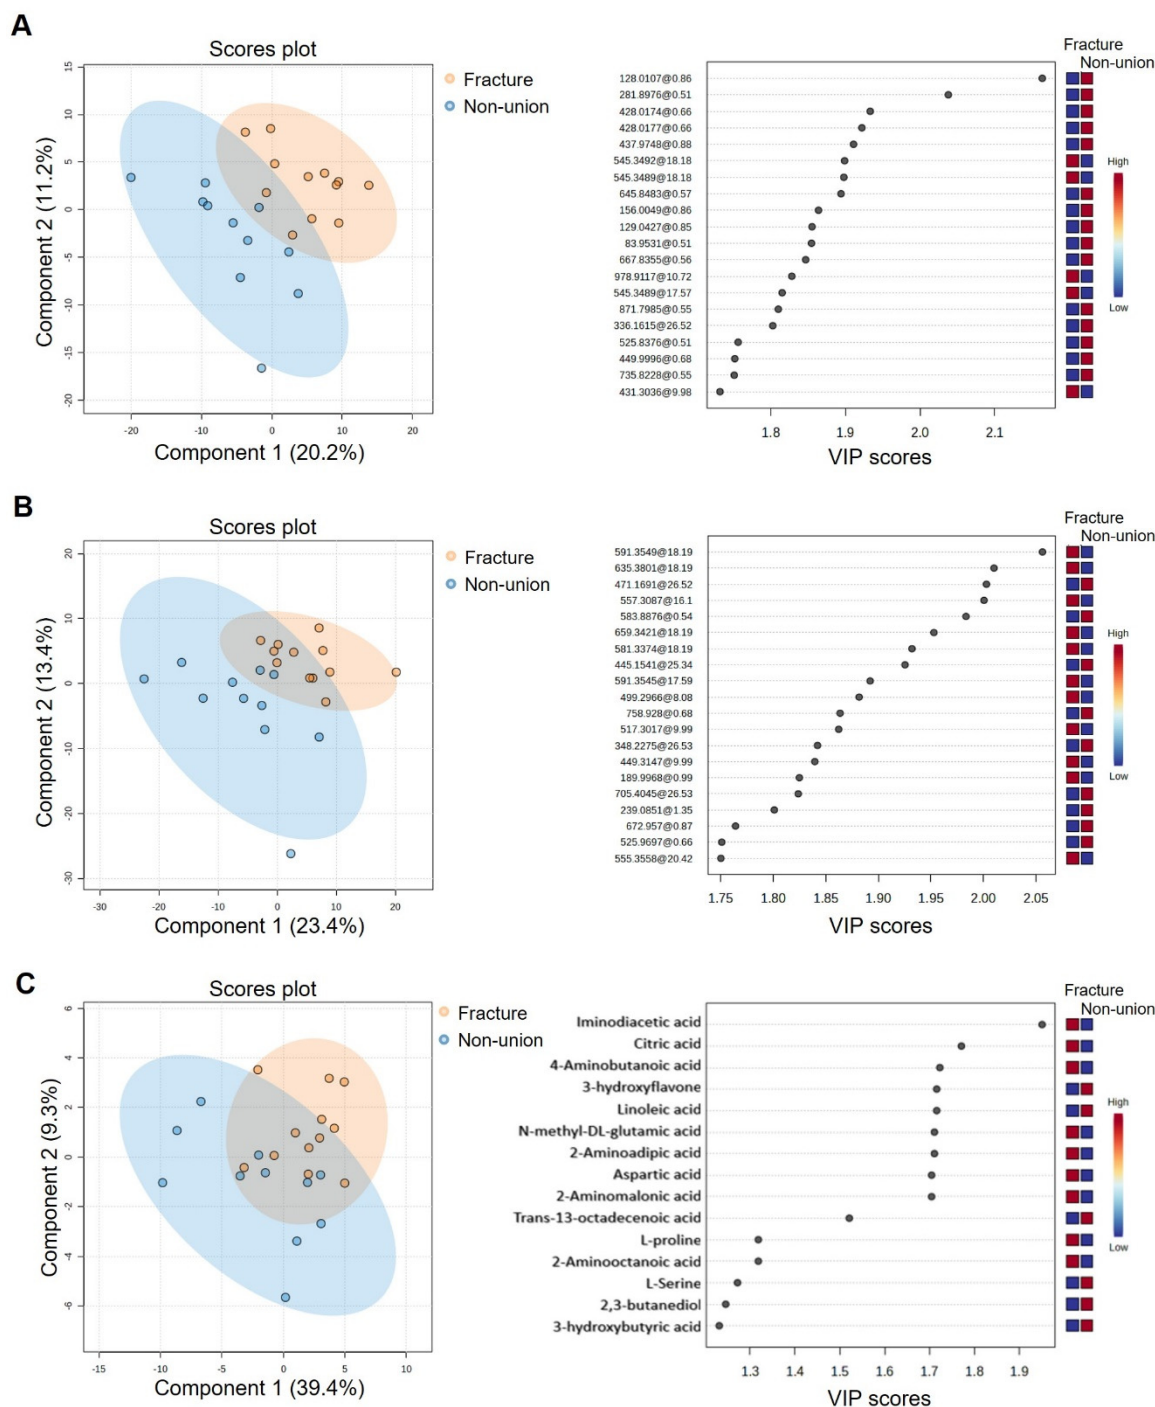 A
Scores plot
Fracture
Non-union
Component 2 (11.2%)
15
10
5
0
-5
-10
-15
-20
-20
-10
0
10
20
Component 1 (20.2%)
Fracture
Non-union
128.0107@0.86
281.8976@0.51
428.0174@0.66
428.0177@0.66
437.9748@0.88
545.3492@18.18
545.3489@18.18
645.8483@0.57
156.0049@0.86
129.0427@0.85
83.9531@0.51
667.8355@0.56
978.9117@10.72
545.3489@17.57
871.7985@0.55
336.1615@26.52
525.8376@0.51
449.9996@0.68
735.8228@0.55
431.3036@9.98
High
Low
1.8
1.9
2.0
2.1
VIP scores
B
Scores plot
Fracture
Non-union
Component 2 (13.4%)
20
10
0
-10
-20
-30
-30
-20
-10
0
10
20
Component 1 (23.4%)
Fracture
Non-union
591.3549@18.19
635.3801@18.19
471.1691@26.52
557.3087@16.1
583.8876@0.54
659.3421@18.19
581.3374@18.19
445.1541@25.34
591.3545@17.59
499.2966@8.08
758.928@0.68
517.3017@9.99
348.2275@26.53
449.3147@9.99
189.9968@0.99
705.4045@26.53
239.0851@1.35
672.957@0.87
525.9697@0.66
555.3558@20.42
High
Low
1.75
1.80
1.85
1.90
1.95
2.00
2.05
VIP scores
C
Scores plot
Fracture
Non-union
Component 2 (9.3%)
6
4
2
0
-2
-4
-6
-15
-10
-5
0
5
10
Component 1 (39.4%)
Fracture
Non-union
Iminodiacetic acid
Citric acid
4-Aminobutanoic acid
3-hydroxyflavone
Linoleic acid
N-methyl-DL-glutamic acid
2-Aminoadipic acid
Aspartic acid
2-Aminomalonic acid
Trans-13-octadecenoic acid
L-proline
2-Aminooctanoic acid
L-Serine
2,3-butanediol
3-hydroxybutyric acid
High
Low
1.3
1.4
1.5
1.6
1.7
1.8
1.9
VIP scores